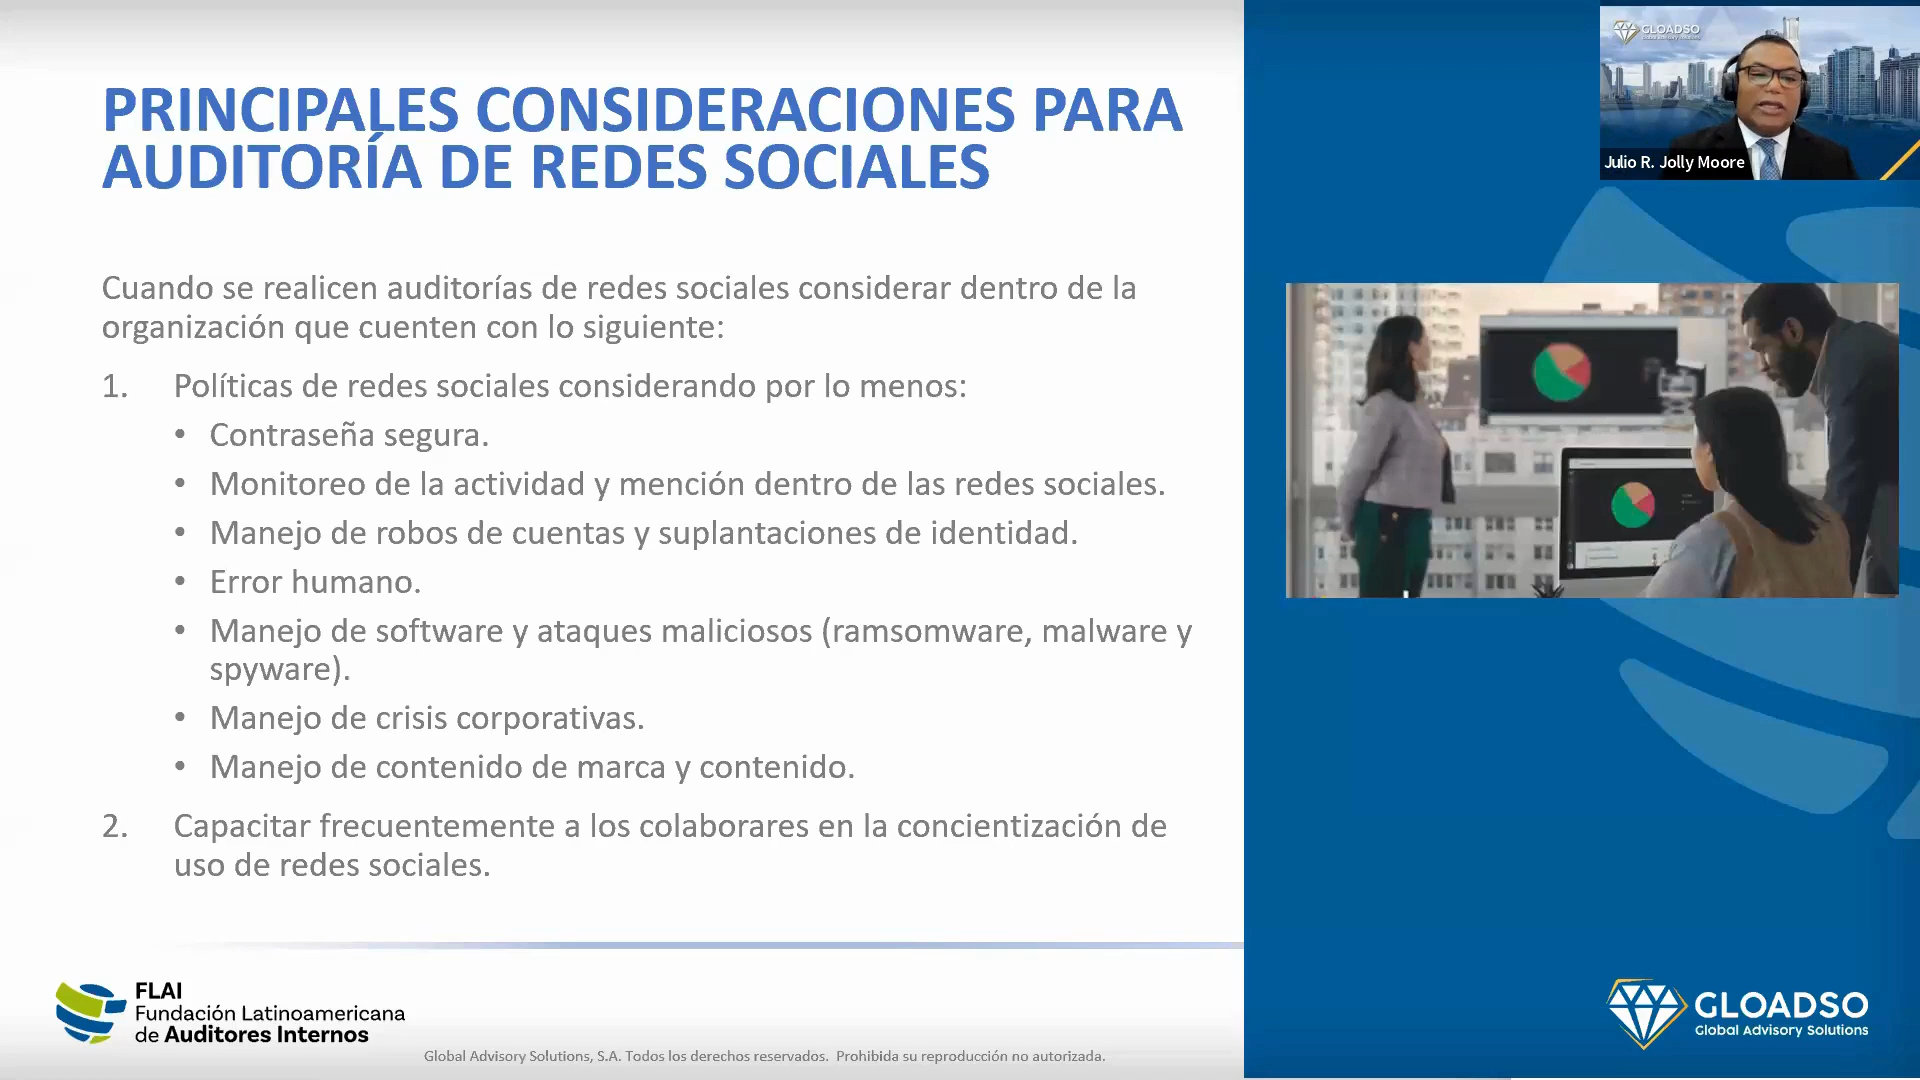 PRINCIPALES CONSIDERACIONES PARA
AUDITORÍA DE REDES SOCIALES
Cuando se realicen auditorías de redes sociales considerar dentro de la
organización que cuenten con lo siguiente:
1. Políticas de redes sociales considerando por lo menos:
• Contraseña segura.
• Monitoreo de la actividad y mención dentro de las redes sociales.
• Manejo de robos de cuentas y suplantaciones de identidad.
• Error humano.
• Manejo de software y ataques maliciosos (ramsomware, malware y
spyware).
• Manejo de crisis corporativas.
• Manejo de contenido de marca y contenido.
2. Capacitar frecuentemente a los colaborares en la concientización de
uso de redes sociales.
FLAI
Fundación Latinoamericana
de Auditores Internos
Global Advisory Solutions, S.A. Todos los derechos reservados. Prohibida su reproducción no autorizada.
GLOADSO
Julio R. Jolly Moore
GLOADSO
Global Advisory Solutions